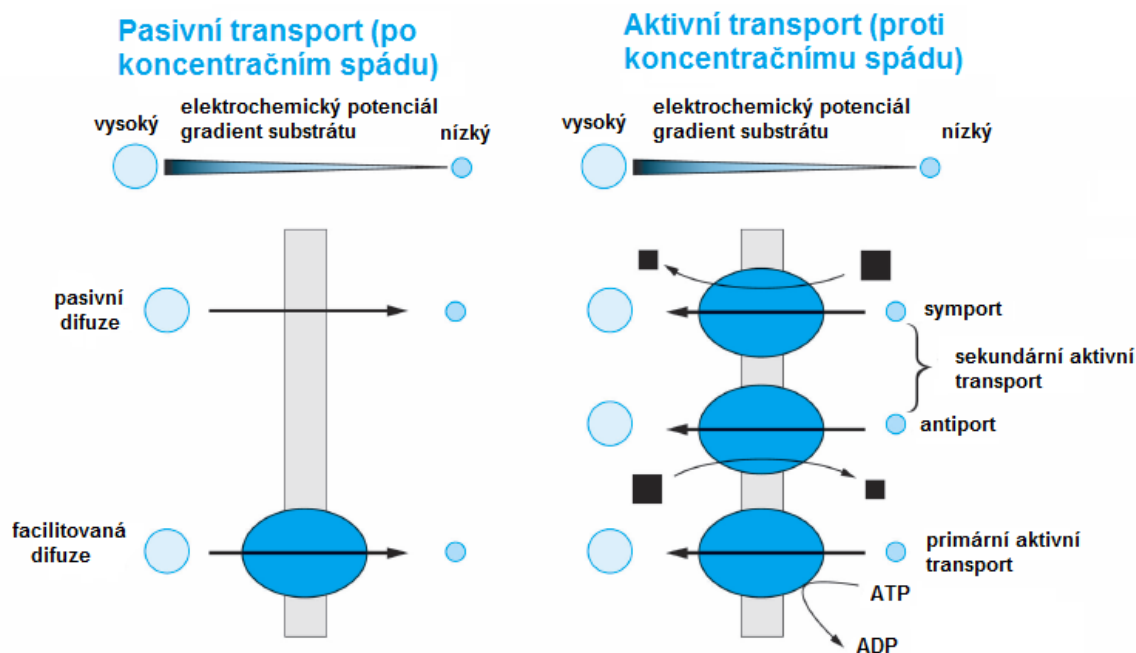 Pasivní transport (po
koncentračním spádu)
vysoký
elektrochemický potenciál
gradient substrátu
nízký
pasivní
difuze
facilitovaná
difuze
Aktivní transport (proti
koncentračnímu spádu)
vysoký
elektrochemický potenciál
gradient substrátu
nízký
symport
sekundární aktivní
transport
antiport
primární aktivní
transport
ATP
ADP